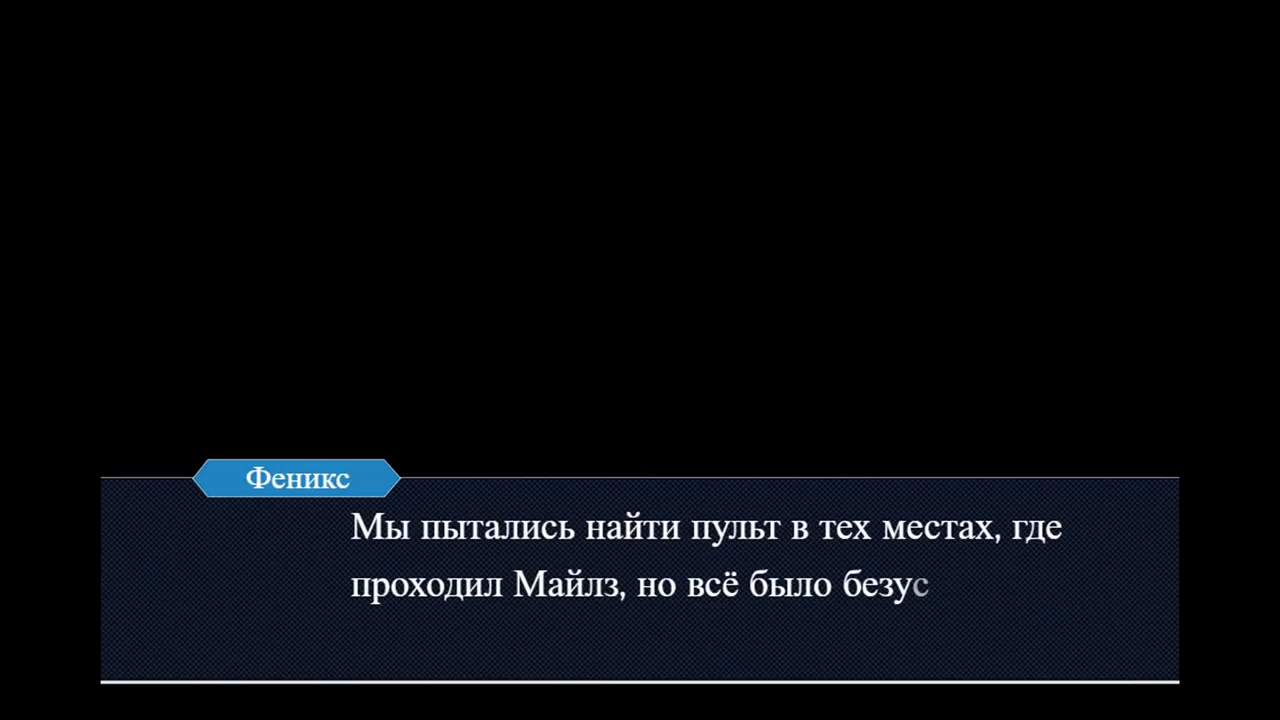 Феникс
Мы пытались найти пульт в тех местах, где
проходил Майлз, но всё было безус